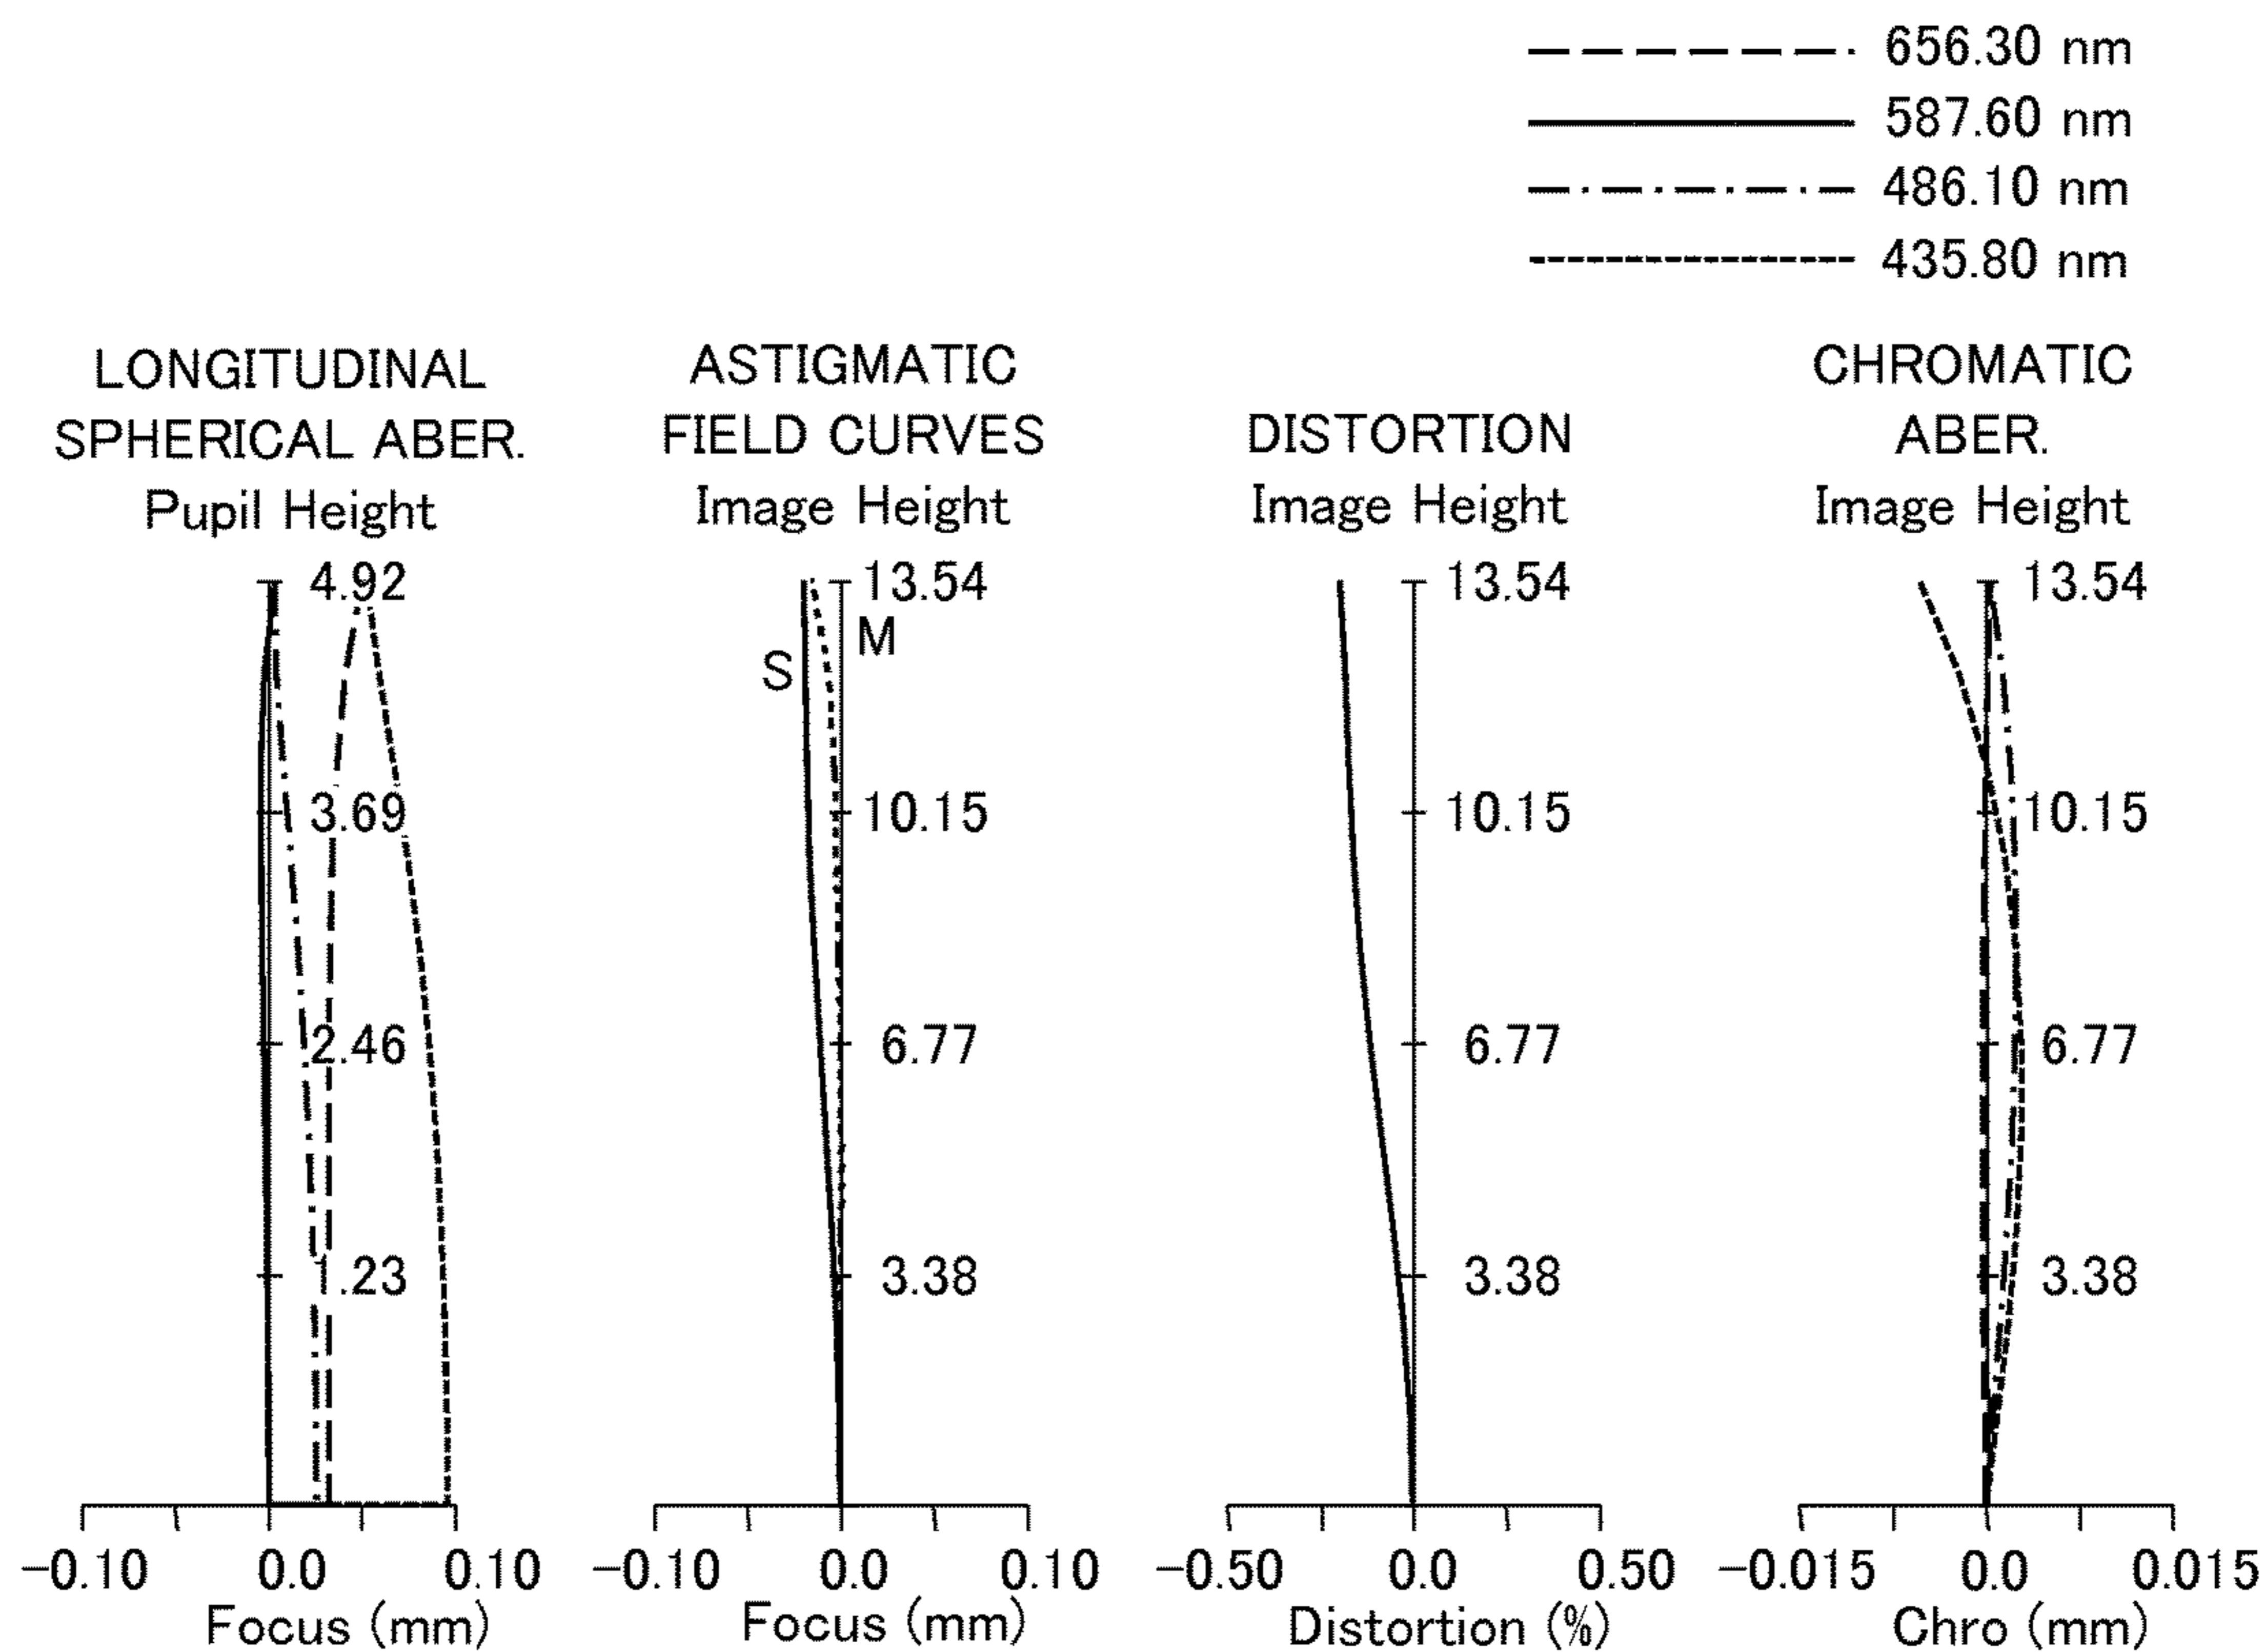 656.30 nm
587.60 nm
486.10 nm
435.80 nm
LONGITUDINAL
SPHERICAL ABER.
Pupil Height
4.92
3.69
2.46
.23
-0.10 0.0 0.10
Focus (mm)
ASTIGMATIC
FIELD CURVES
Image Height
13.54
M
S
10.15
6.77
3.38
-0.10 0.0 0.10
Focus (mm)
DISTORTION
Image Height
13.54
10.15
6.77
3.38
-0.50 0.0 0.50
Distortion (%)
CHROMATIC
ABER.
Image Height
13.54
10.15
6.77
3.38
-0.015 0.0 0.015
Chro (mm)